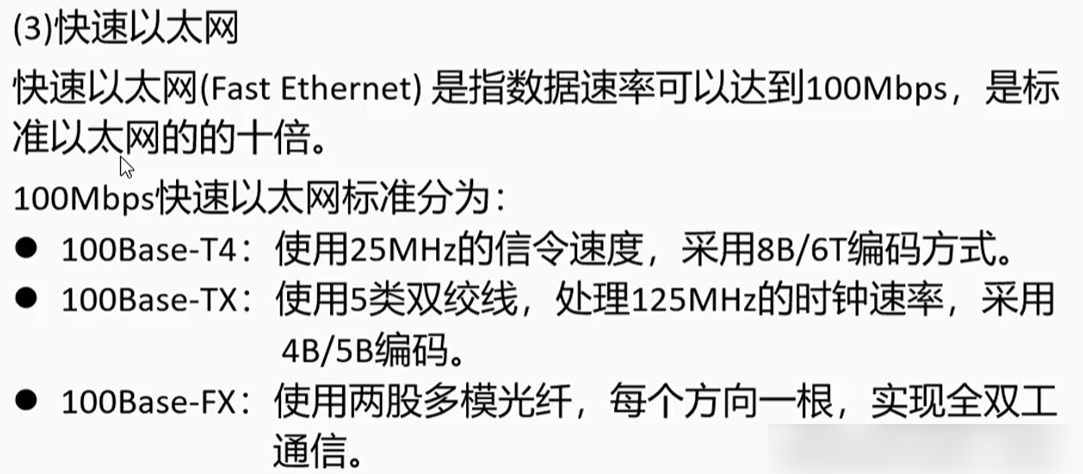 (3)快速以太网
快速以太网(Fast Ethernet) 是指数据速率可以达到100Mbps，是标
准以太网的的十倍。
100Mbps快速以太网标准分为：
● 100Base-T4：使用25MHz的信令速度，采用8B/6T编码方式。
● 100Base-TX：使用5类双绞线，处理125MHz的时钟速率，采用
4B/5B编码。
● 100Base-FX：使用两股多模光纤，每个方向一根，实现全双工
通信。